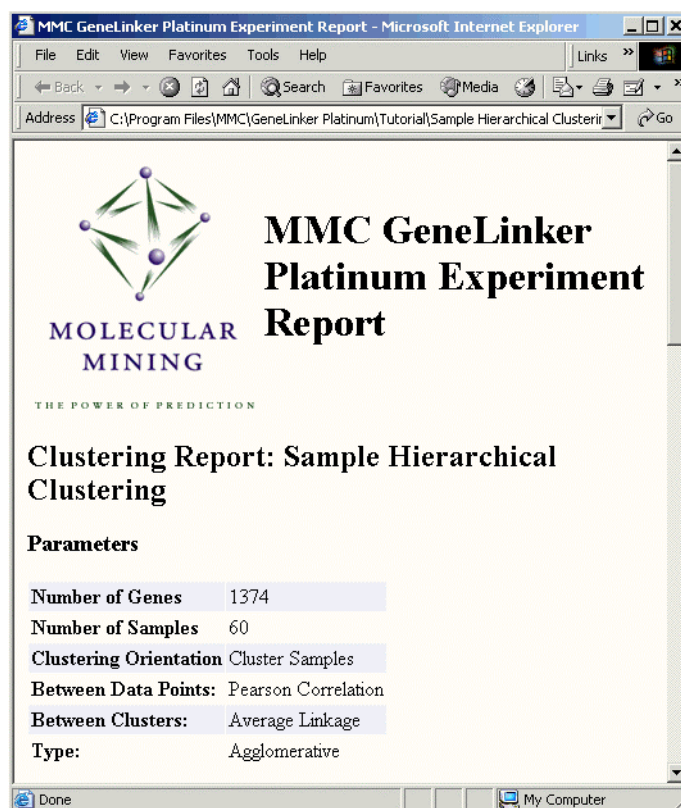 MMC GeneLinker Platinum Experiment Report - Microsoft Internet Explorer
File Edit View Favorites Tools Help Links »
Back Search Favorites Media »
Address C:\Program Files\MMC\GeneLinker Platinum\Tutorial\Sample Hierarchical Clusterin Go
MOLECULAR
MINING
THE POWER OF PREDICTION
MMC GeneLinker
Platinum Experiment
Report
Clustering Report: Sample Hierarchical
Clustering
Parameters
Number of Genes 1374
Number of Samples 60
Clustering Orientation Cluster Samples
Between Data Points: Pearson Correlation
Between Clusters: Average Linkage
Type: Agglomerative
Done My Computer